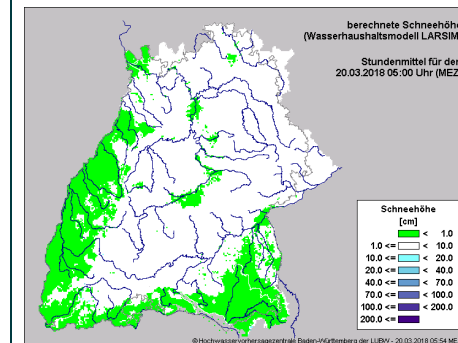 berechnete Schneehöhe
(Wasserhaushaltsmodell LARSIM
Stundenmittel für den
20.03.2018 05:00 Uhr (MEZ
Schneehöhe
[cm]
< 1.0
1.0 <= < 10.0
10.0 <= < 20.0
20.0 <= < 40.0
40.0 <= < 70.0
70.0 <= < 100.0
100.0 <= < 200.0
200.0 <=
© Hochwasservorhersagezentrale Baden-Württemberg der LUBW - 20.03.2018 05:54 ME